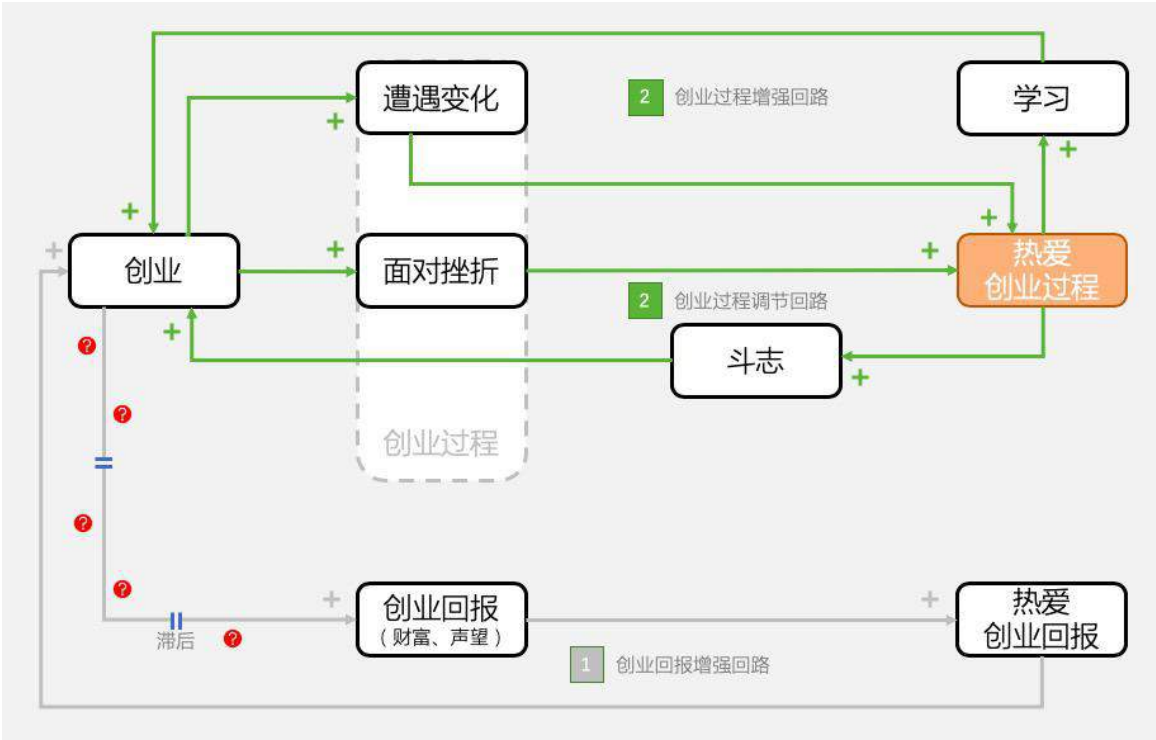 遭遇变化
2 创业过程增强回路
学习
+
+
+
+
+
创业
+
面对挫折
+
热爱
创业过程
2 创业过程调节回路
+
斗志
+
?
?
创业过程
?
?
+
创业回报
(财富、声望)
+
热爱
创业回报
滞后
?
1 创业回报增强回路